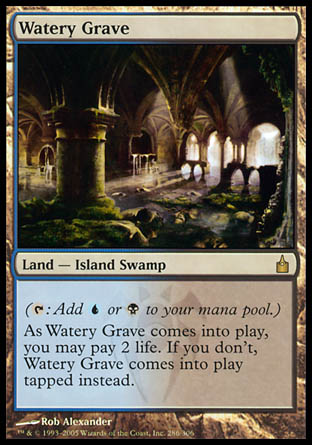 Watery Grave
Land — Island Swamp
(: Add or to your mana pool.)
As Watery Grave comes into play,
you may pay 2 life. If you don't,
Watery Grave comes into play
tapped instead.
Rob Alexander
™ & © 1993–2005 Wizards of the Coast, Inc. 286/306